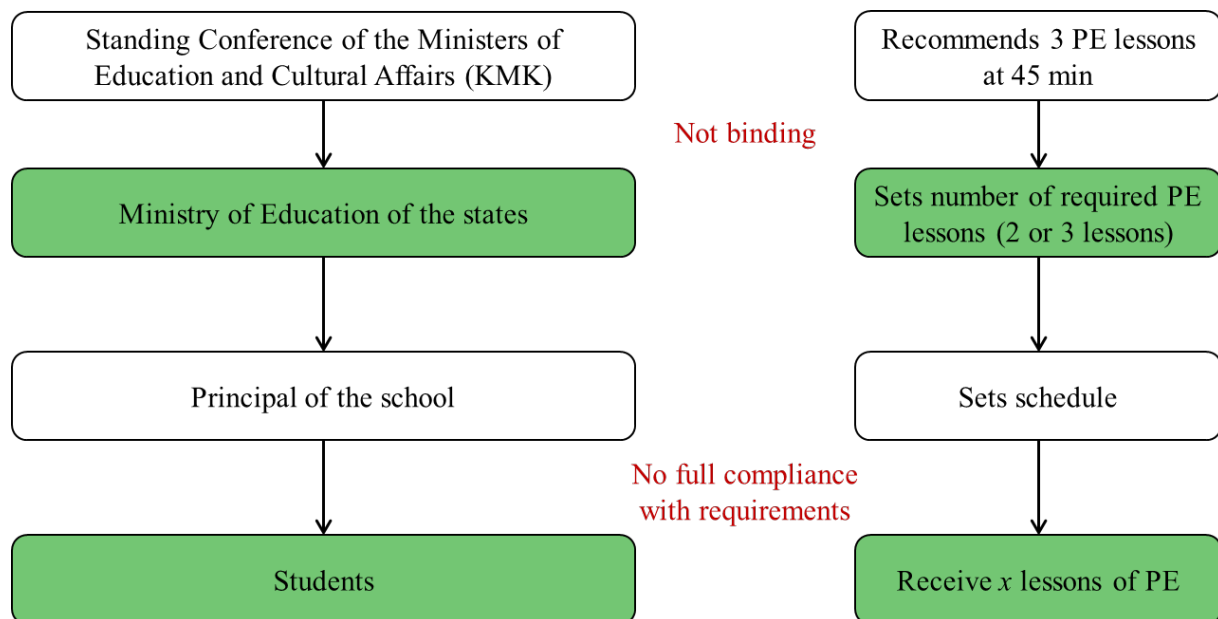 Standing Conference of the Ministers of
Education and Cultural Affairs (KMK)
Recommends 3 PE lessons
at 45 min
Not binding
Ministry of Education of the states
Sets number of required PE
lessons (2 or 3 lessons)
Principal of the school
Sets schedule
No full compliance
with requirements
Students
Receive x lessons of PE